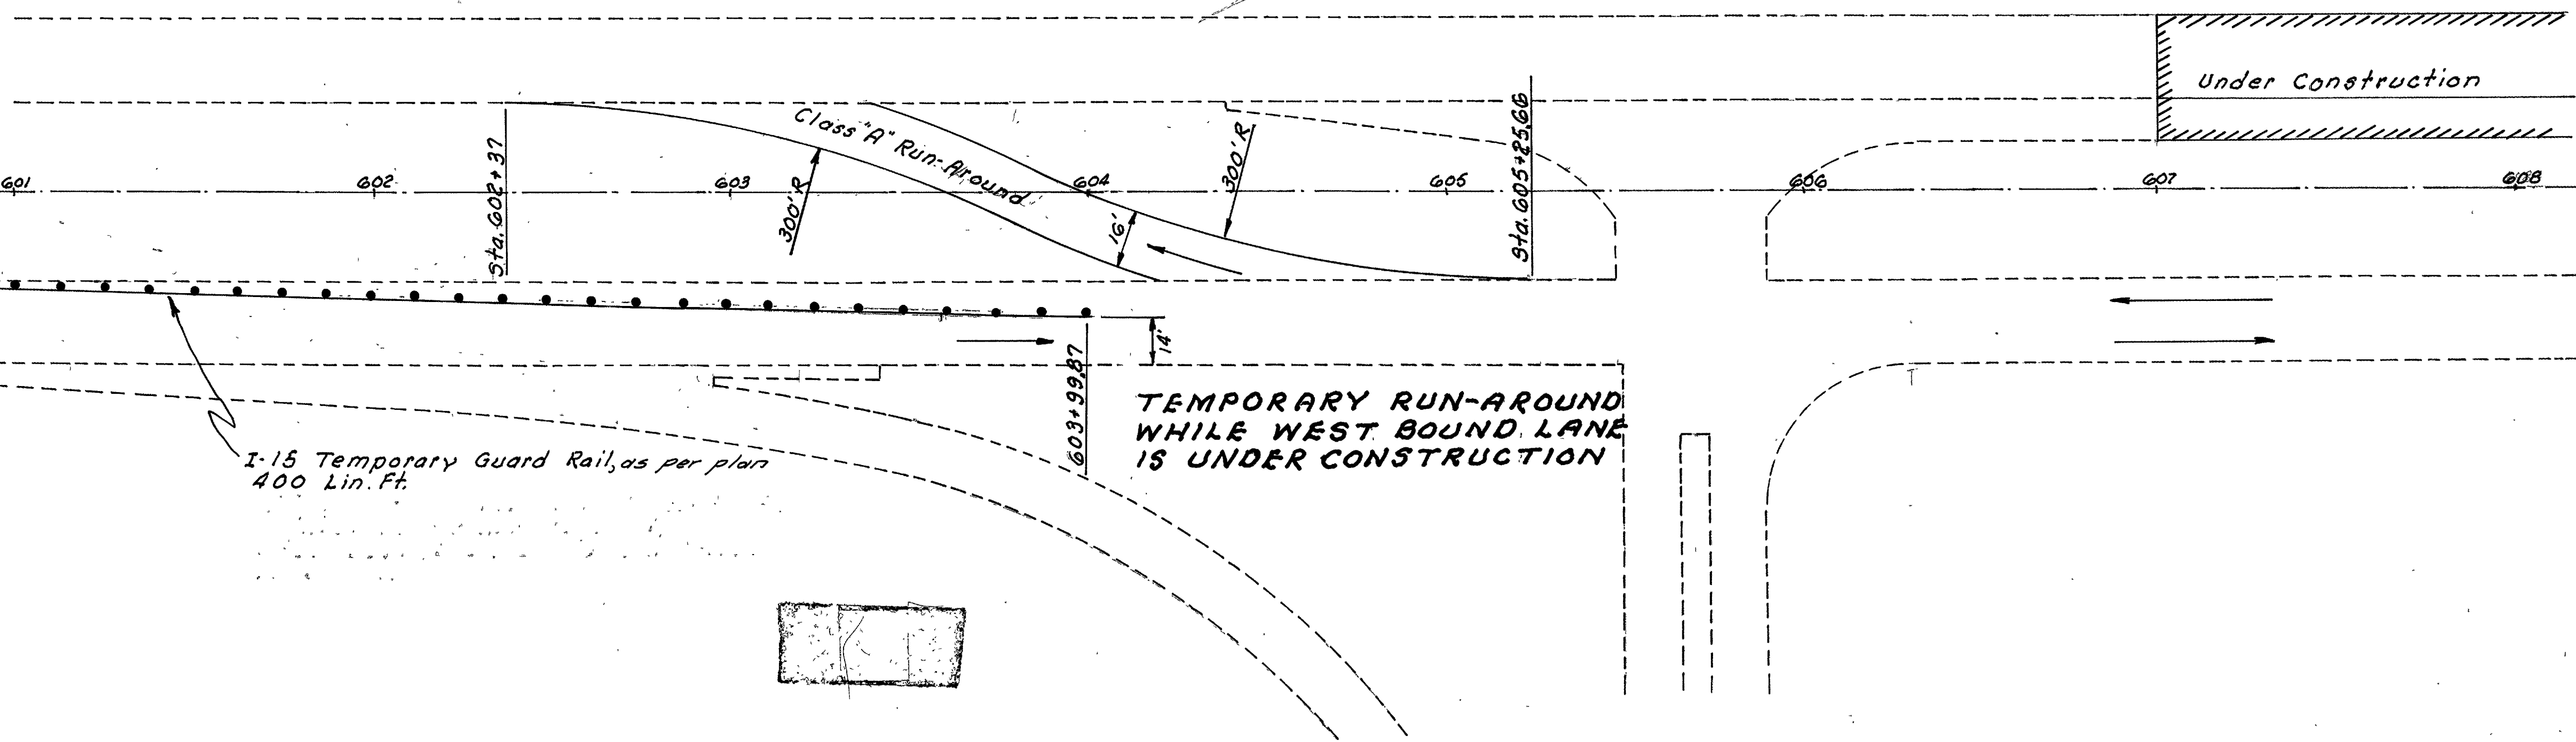 Under Construction
Class "A" Run-Around
601
602
603
604
605
606
607
608
Sta. 602+37
300' R
16'
300' R
Sta. 605+25.66
14'
603+99.87
TEMPORARY RUN-AROUND
WHILE WEST BOUND LANE
IS UNDER CONSTRUCTION
I-15 Temporary Guard Rail, as per plan
400 Lin. Ft.